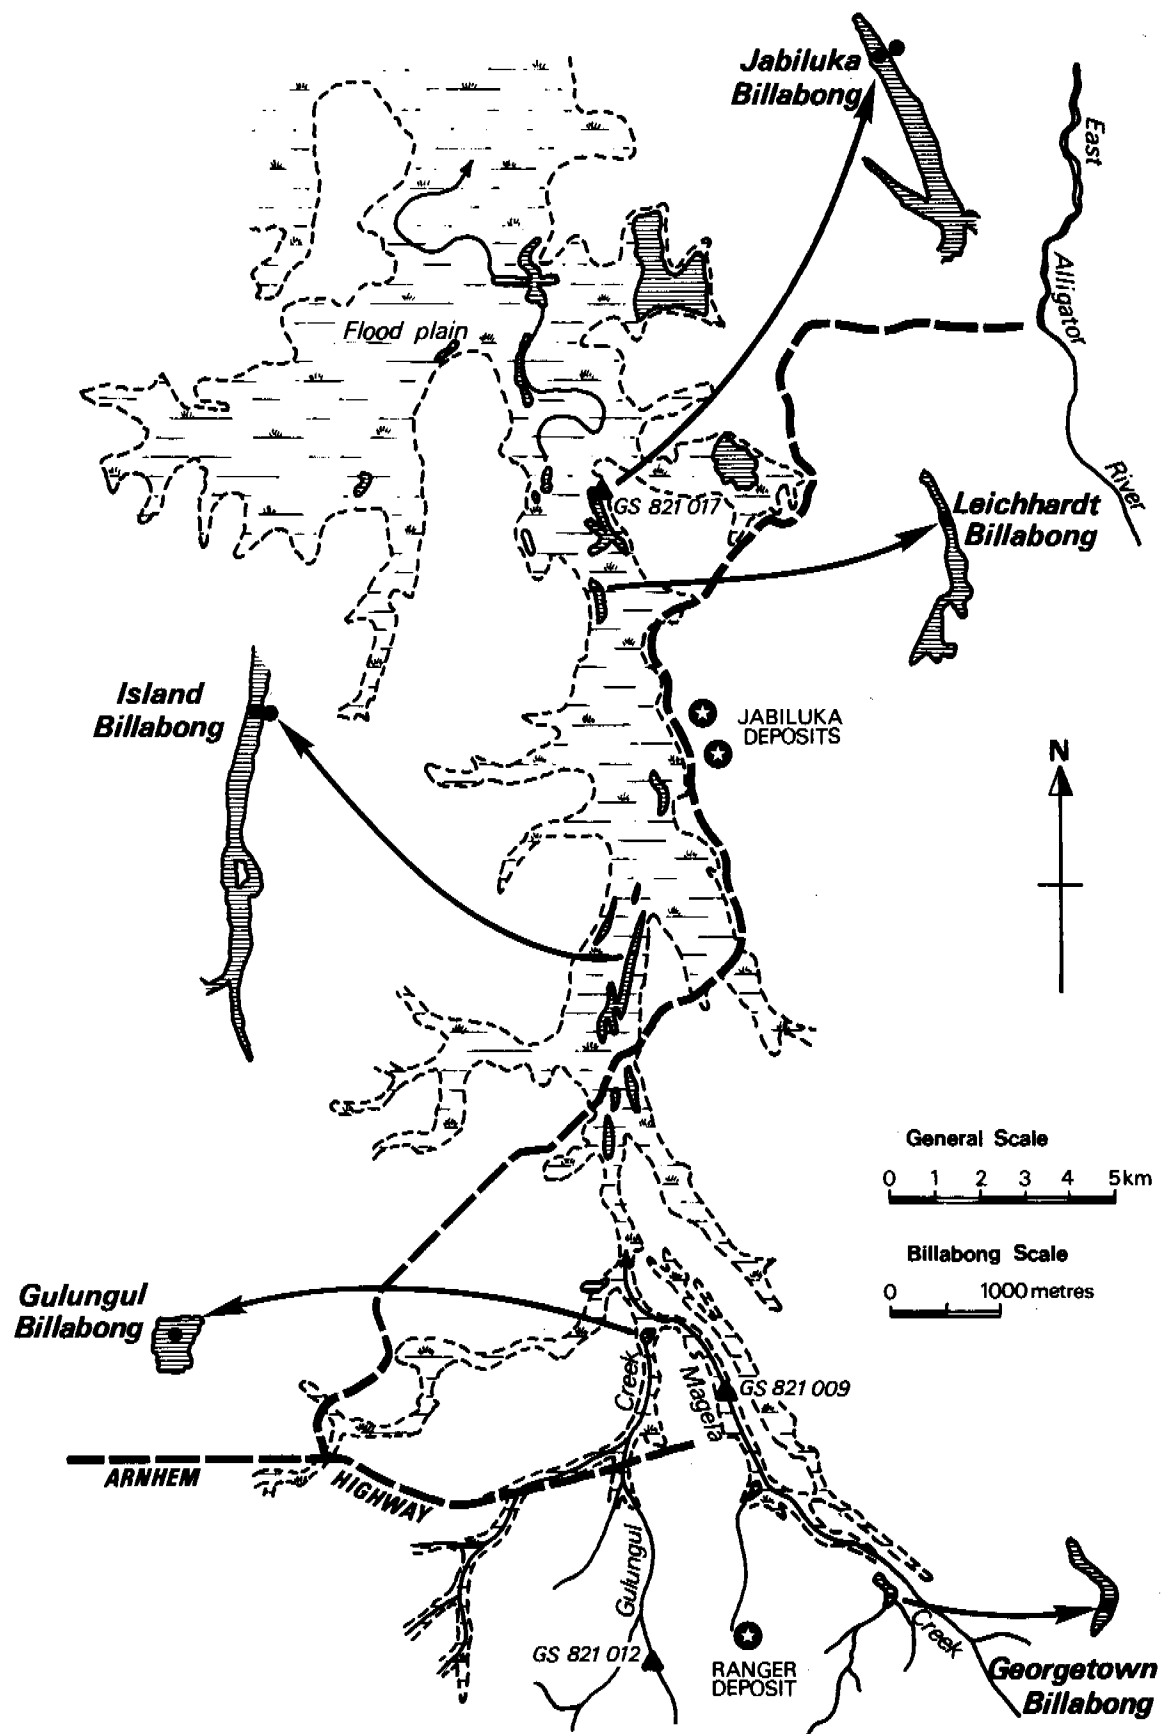 Jabiluka
Billabong
East
Alligator
River
Flood plain
GS 821 017
Leichhardt
Billabong
Island
Billabong
JABILUKA
DEPOSITS
N
General Scale
0 1 2 3 4 5km
Billabong Scale
0 1000 metres
Gulungul
Billabong
Creek
Magela
GS 821 009
ARNHEM
HIGHWAY
Gulungul
Creek
GS 821 012
RANGER
DEPOSIT
Georgetown
Billabong